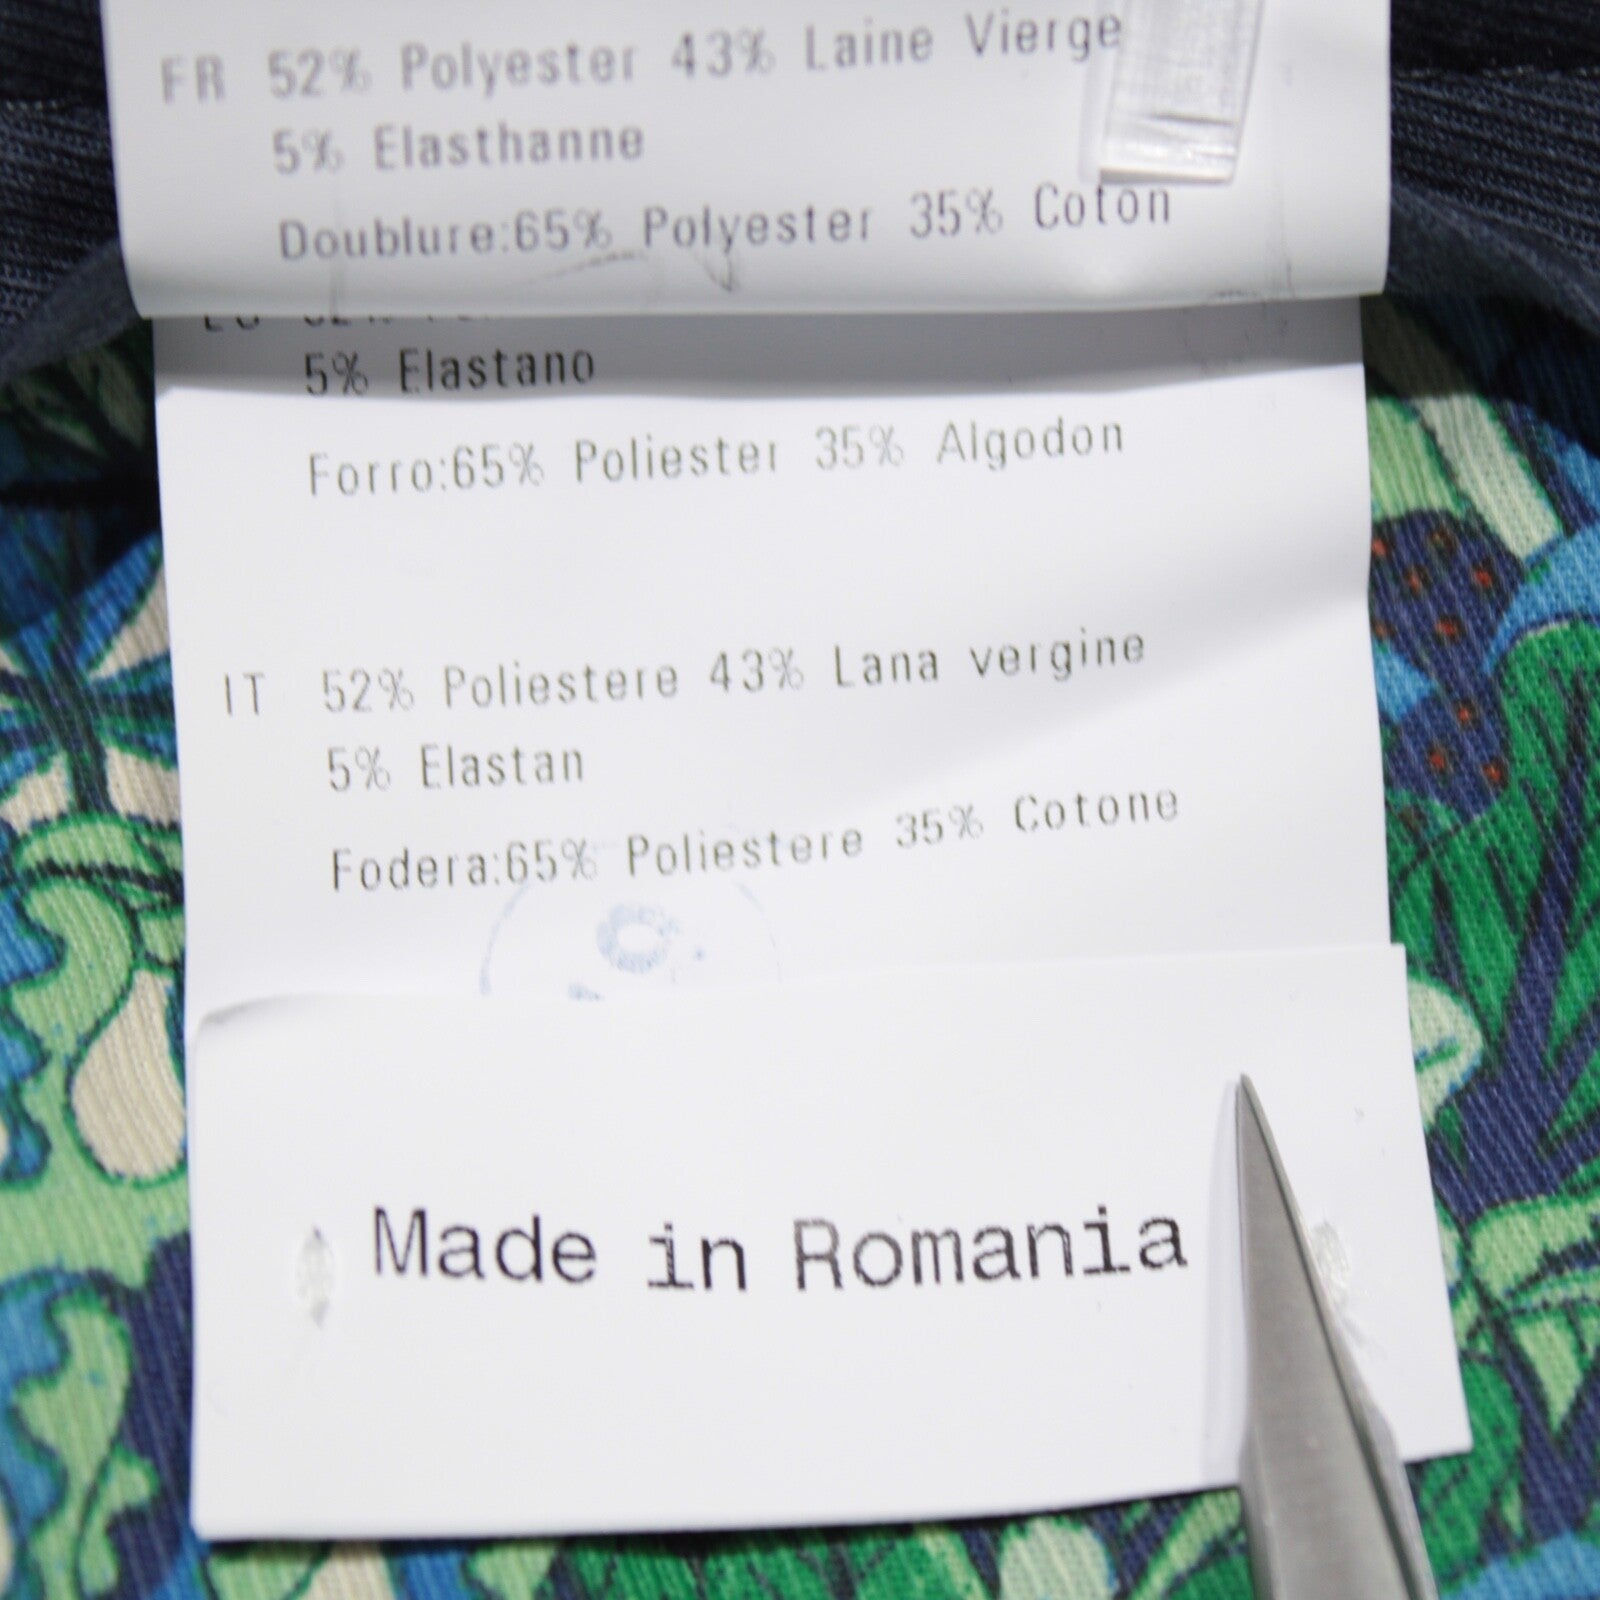 FR 52% Polyester 43% Laine Vierge
5% Elasthanne
Doublure:65% Polyester 35% Coton
5% Elastano
Forro:65% Poliester 35% Algodon
IT 52% Poliestere 43% Lana vergine
5% Elastan
Fodera:65% Poliestere 35% Cotone
Made in Romania